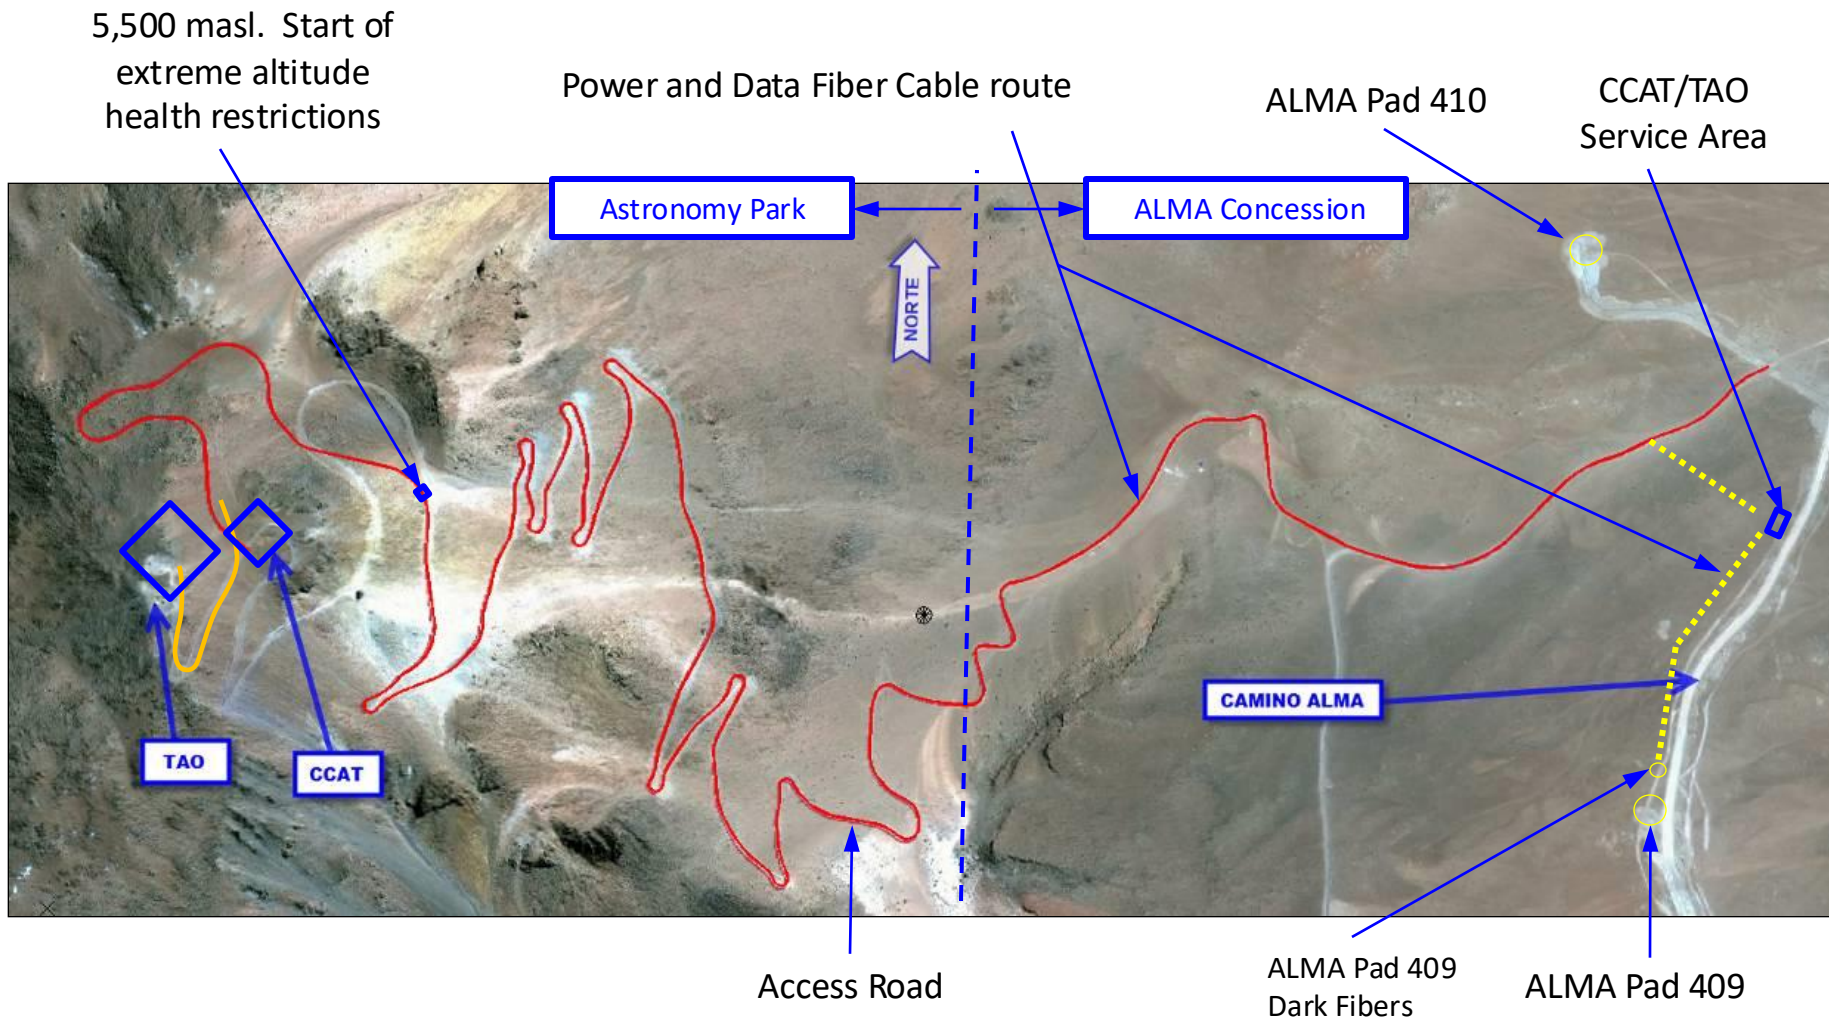 5,500 masl. Start of
extreme altitude
health restrictions
Power and Data Fiber Cable route
ALMA Pad 410
CCAT/TAO
Service Area
Astronomy Park
ALMA Concession
NORTE
CAMINO ALMA
TAO
CCAT
Access Road
ALMA Pad 409
Dark Fibers
ALMA Pad 409